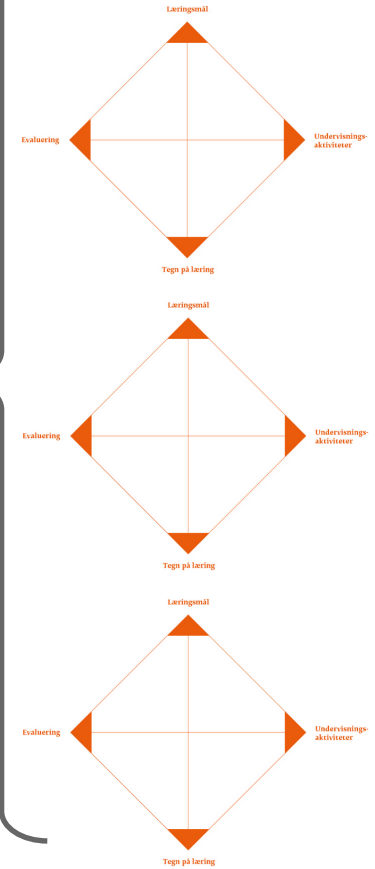 Læringsmål
Evaluering
Undervisnings-
aktiviteter
Tegn på læring
Læringsmål
Evaluering
Undervisnings-
aktiviteter
Tegn på læring
Læringsmål
Evaluering
Undervisnings-
aktiviteter
Tegn på læring